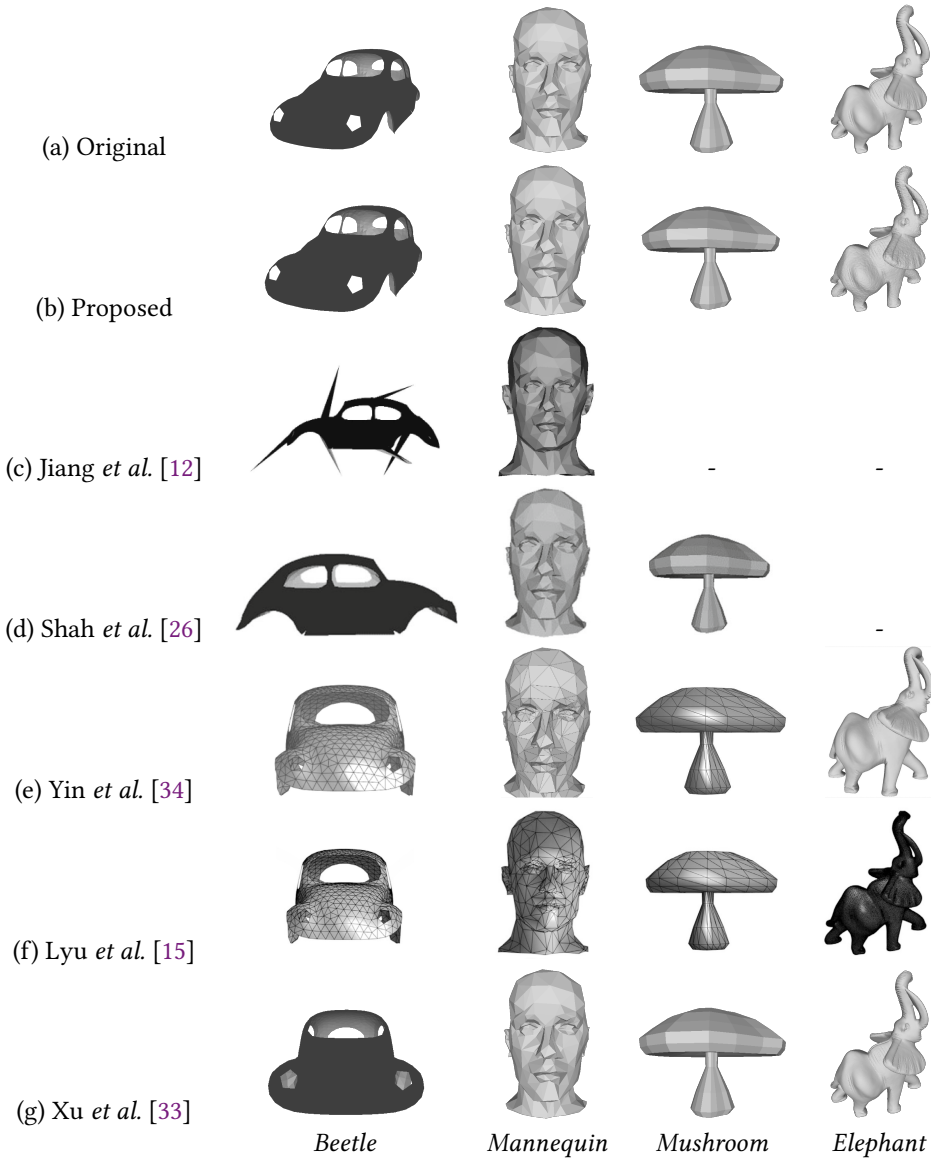 (a) Original
(b) Proposed
(c) Jiang et al. [12] - -
(d) Shah et al. [26] -
(e) Yin et al. [34]
(f) Lyu et al. [15]
(g) Xu et al. [33]
Beetle Mannequin Mushroom Elephant